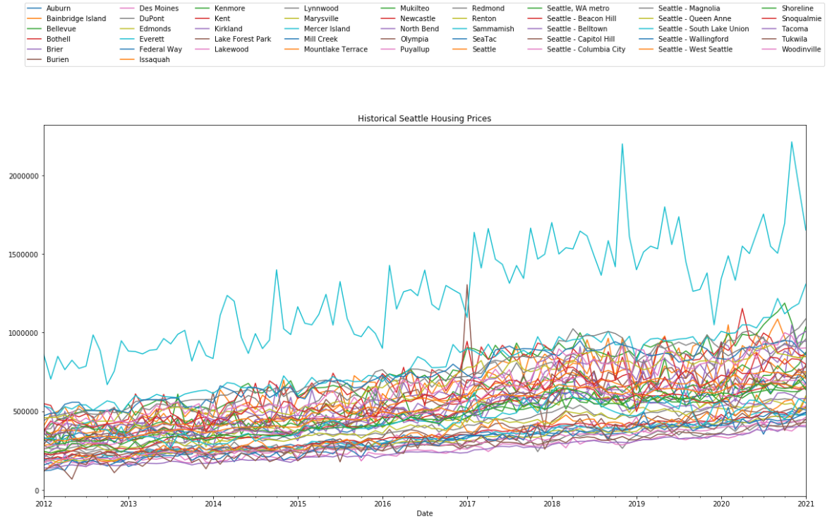 Auburn Des Moines Kenmore Lynnwood Mukilteo Redmond Seattle, WA metro Seattle - Magnolia Shoreline
Bainbridge Island DuPont Kent Marysville Newcastle Renton Seattle - Beacon Hill Seattle - Queen Anne Snoqualmie
Bellevue Edmonds Kirkland Mercer Island North Bend Sammamish Seattle - Belltown Seattle - South Lake Union Tacoma
Bothell Everett Lake Forest Park Mill Creek Olympia SeaTac Seattle - Capitol Hill Seattle - Wallingford Tukwila
Brier Federal Way Lakewood Mountlake Terrace Puyallup Seattle Seattle - Columbia City Seattle - West Seattle Woodinville
Burien Issaquah
Historical Seattle Housing Prices
2000000
1500000
1000000
500000
0
2012 2013 2014 2015 2016 2017 2018 2019 2020 2021
Date